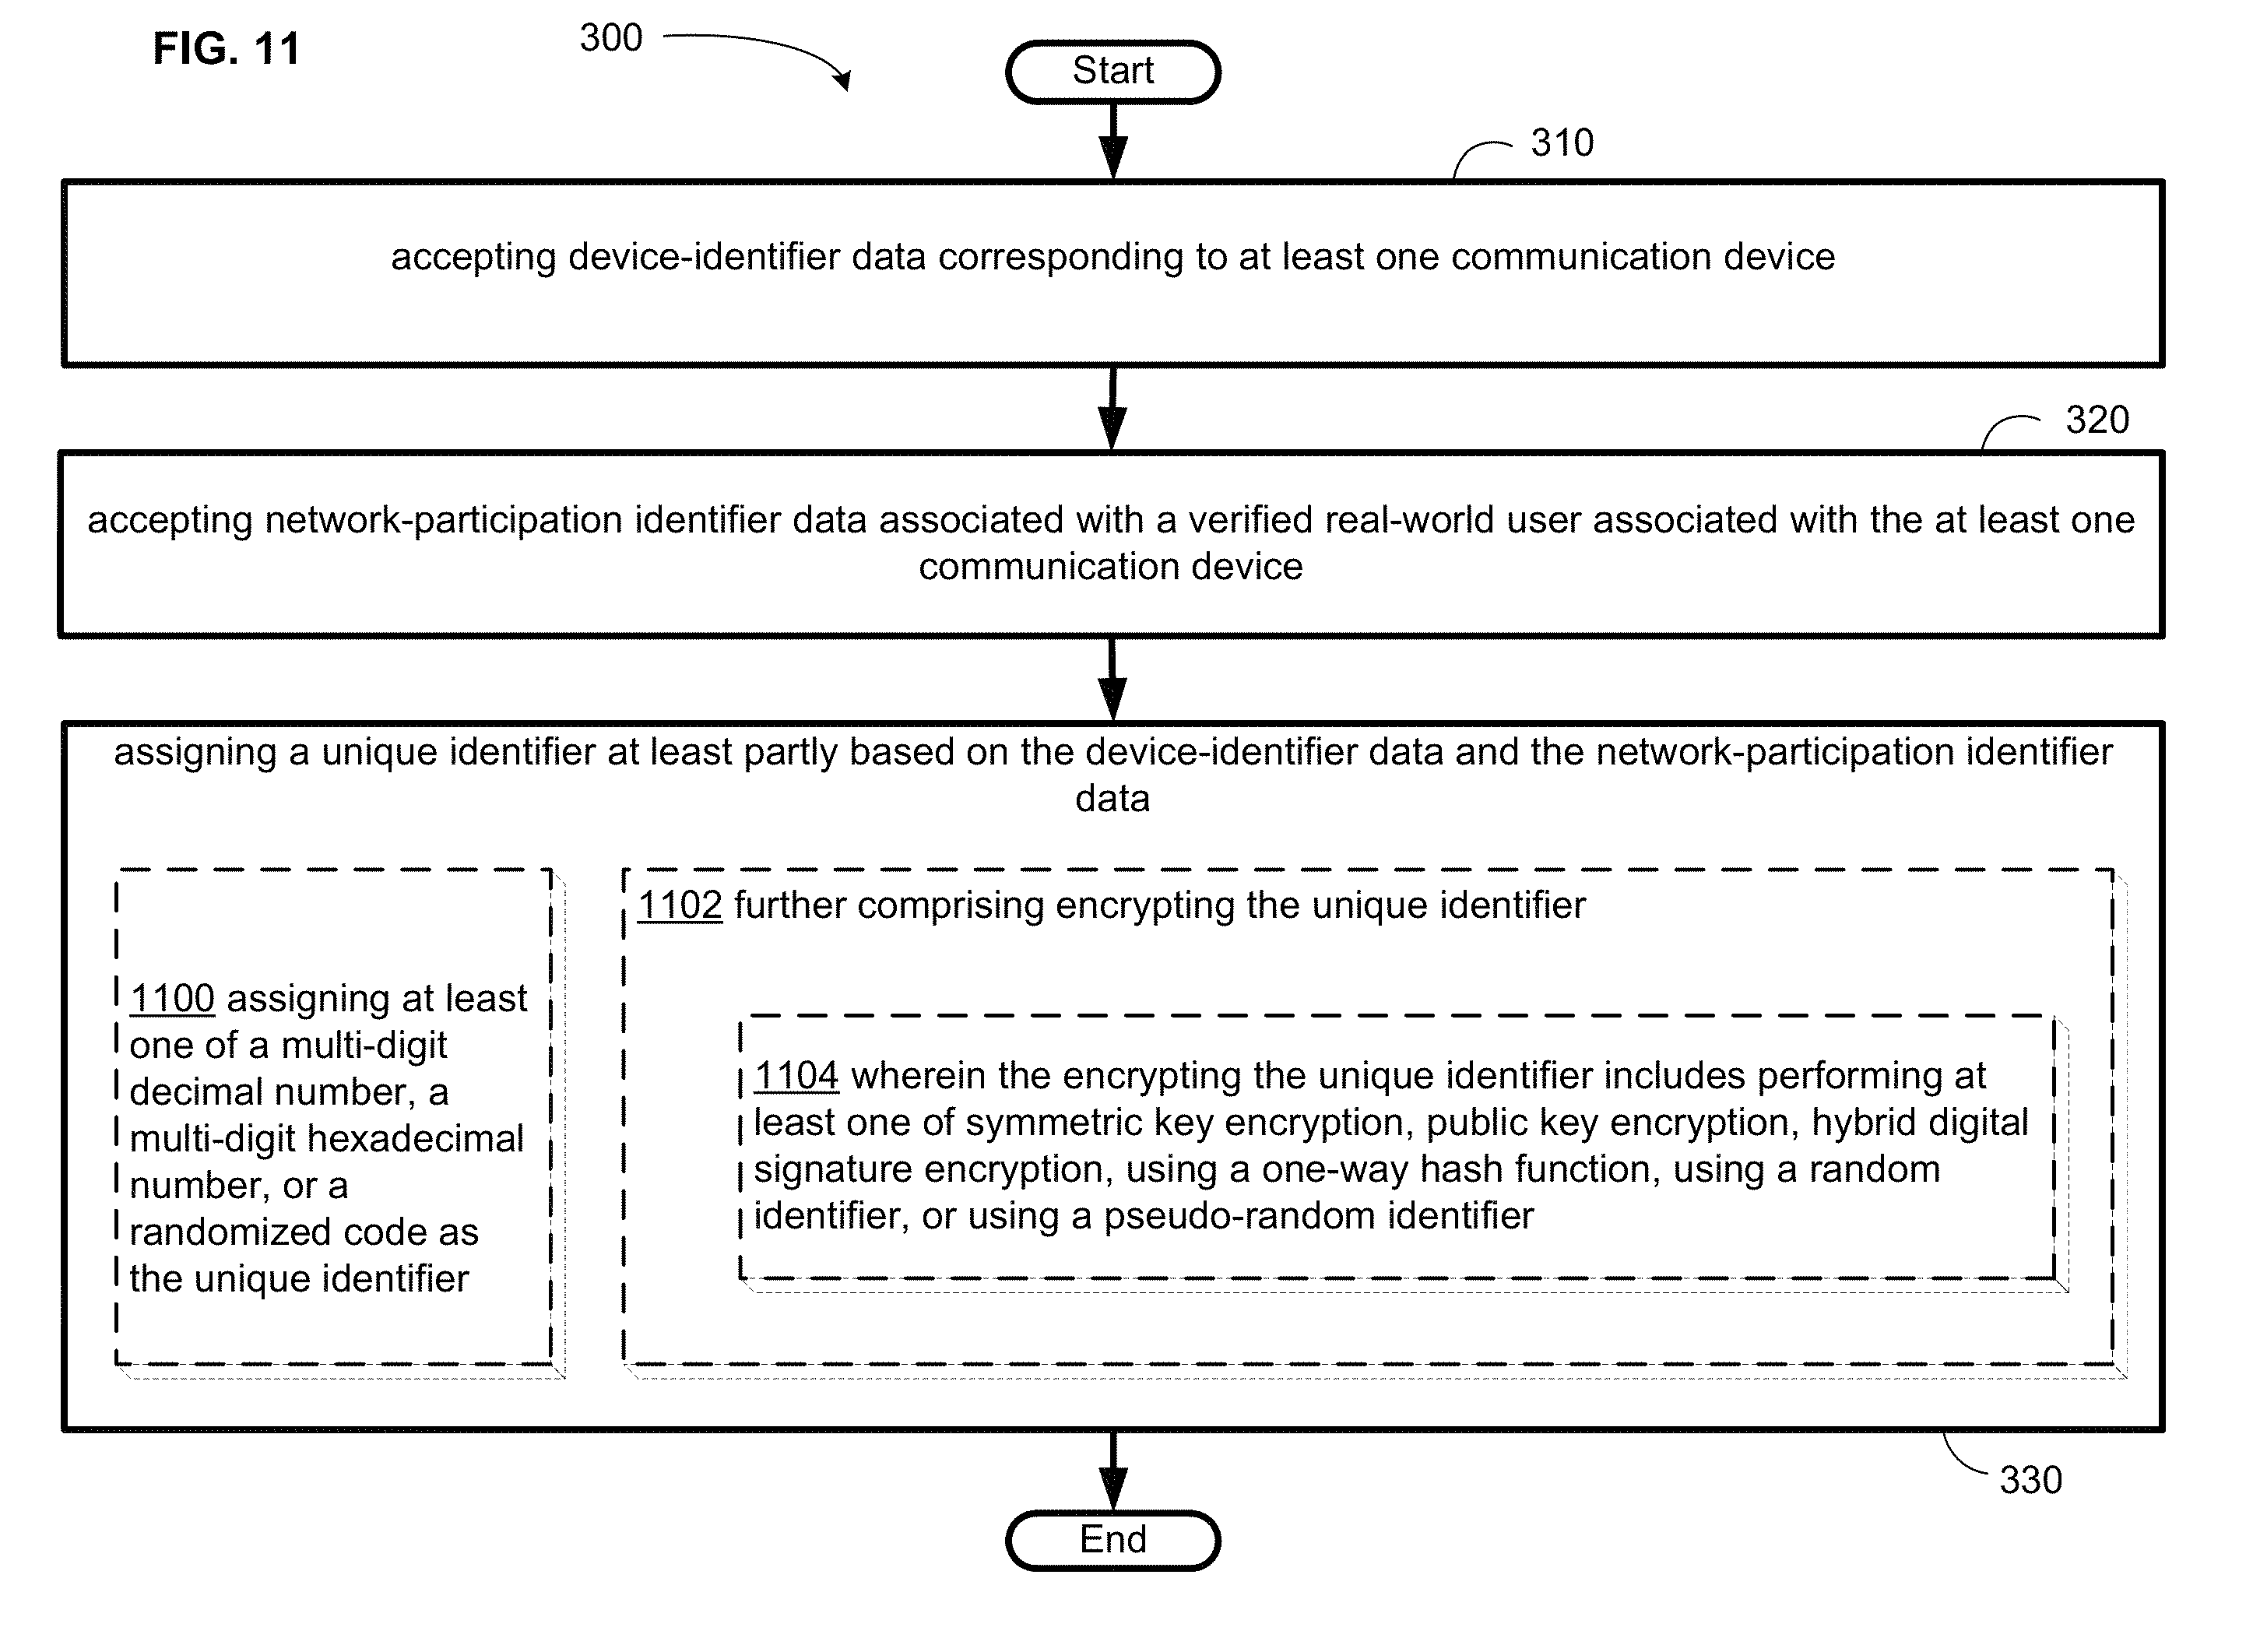 FIG. 11
300
Start
310
accepting device-identifier data corresponding to at least one communication device
320
accepting network-participation identifier data associated with a verified real-world user associated with the at least one
communication device
assigning a unique identifier at least partly based on the device-identifier data and the network-participation identifier
data
1100 assigning at least
one of a multi-digit
decimal number, a
multi-digit hexadecimal
number, or a
randomized code as
the unique identifier
1102 further comprising encrypting the unique identifier
1104 wherein the encrypting the unique identifier includes performing at
least one of symmetric key encryption, public key encryption, hybrid digital
signature encryption, using a one-way hash function, using a random
identifier, or using a pseudo-random identifier
330
End